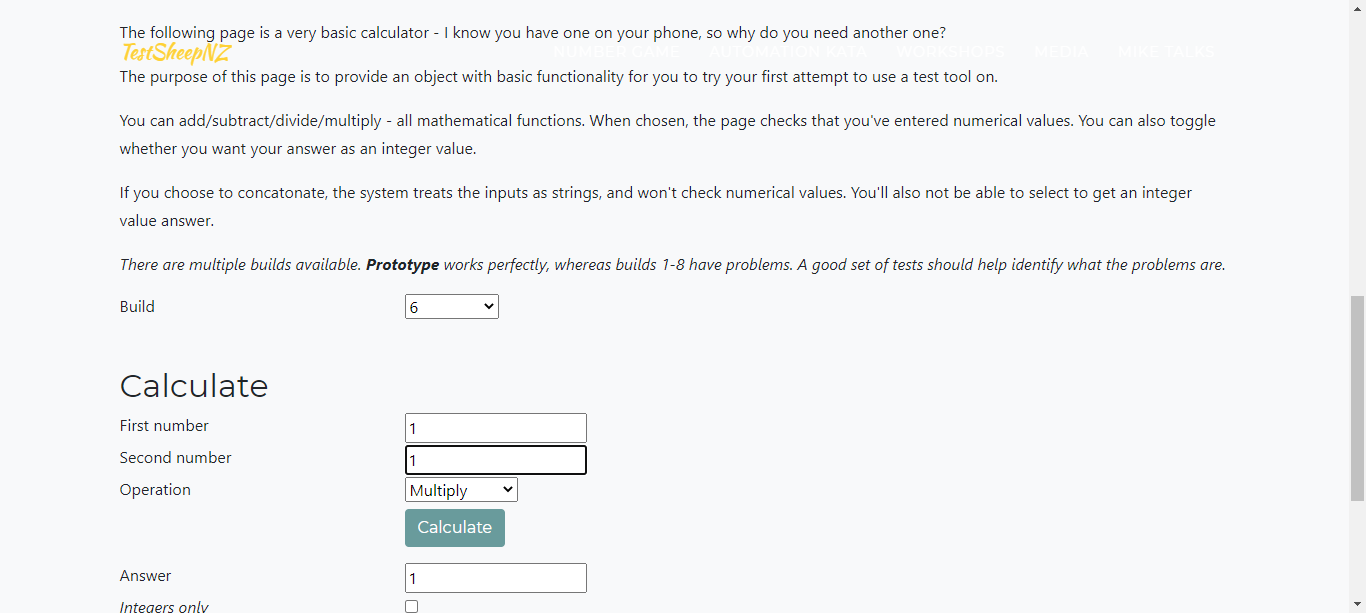 The following page is a very basic calculator - I know you have one on your phone, so why do you need another one?
TestSheepNZ NUMBER GAME AUTOMATION BETA WORKSHOPS MEDIA MIKE TALKS
The purpose of this page is to provide an object with basic functionality for you to try your first attempt to use a test tool on.
You can add/subtract/divide/multiply - all mathematical functions. When chosen, the page checks that you've entered numerical values. You can also toggle
whether you want your answer as an integer value.
If you choose to concatonate, the system treats the inputs as strings, and won't check numerical values. You'll also not be able to select to get an integer
value answer.
There are multiple builds available. Prototype works perfectly, whereas builds 1-8 have problems. A good set of tests should help identify what the problems are.
Build 6
Calculate
First number 1
Second number 1
Operation Multiply
Calculate
Answer 1
Integers only